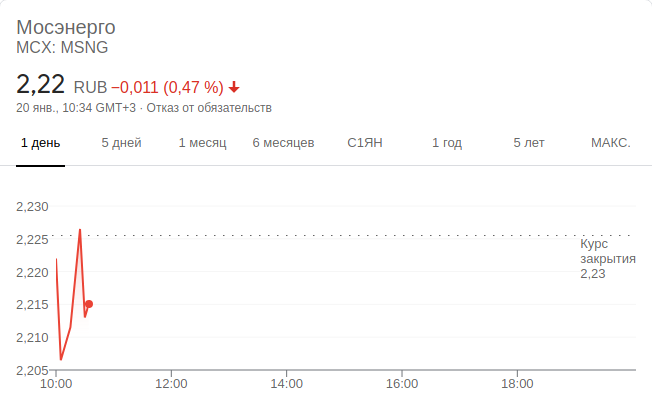 Мосэнерго
MCX: MSNG
2,22 RUB −0,011 (0,47 %)
20 янв., 10:34 GMT+3 · Отказ от обязательств
1 день 5 дней 1 месяц 6 месяцев С1ЯН 1 год 5 лет МАКС.
2,230
2,225
Курс
закрытия
2,220
2,23
2,215
2,210
2,205
10:00 12:00 14:00 16:00 18:00